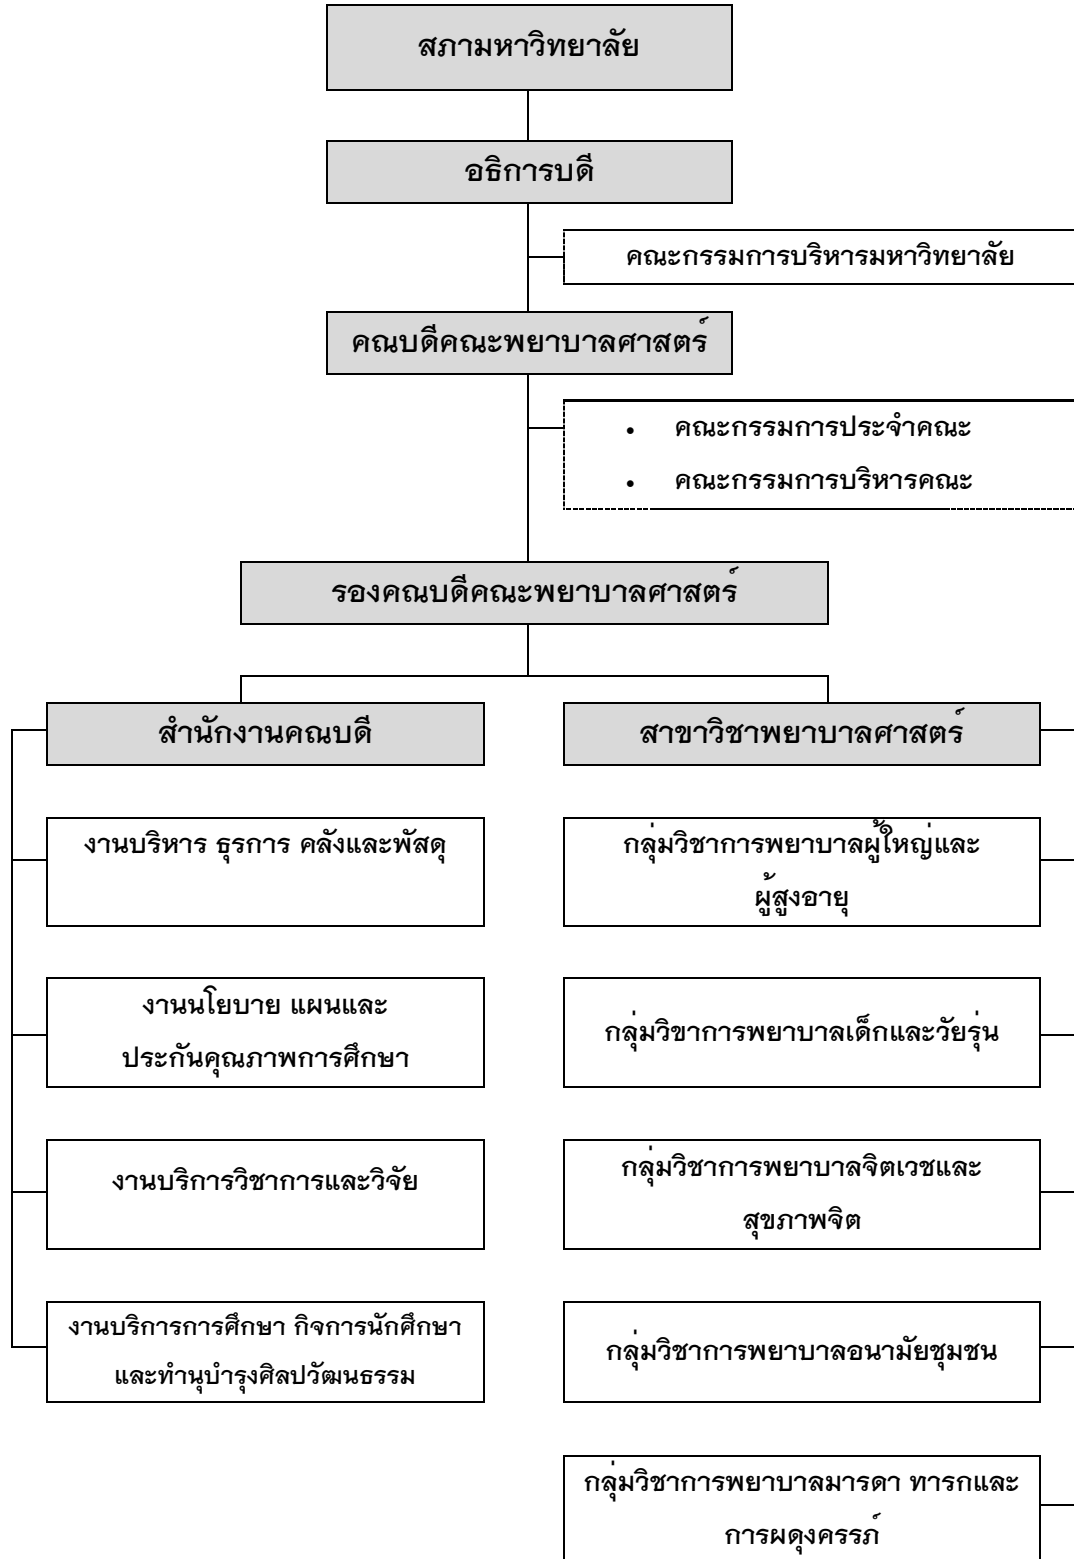 สภามหาวิทยาลัย
อธิการบดี
คณะกรรมการบริหารมหาวิทยาลัย
คณบดีคณะพยาบาลศาสตร์
• คณะกรรมการประจำคณะ
• คณะกรรมการบริหารคณะ
รองคณบดีคณะพยาบาลศาสตร์
สำนักงานคณบดี
สาขาวิชาพยาบาลศาสตร์
งานบริหาร ธุรการ คลังและพัสดุ
กลุ่มวิชาการพยาบาลผู้ใหญ่และ
ผู้สูงอายุ
งานนโยบาย แผนและ
ประกันคุณภาพการศึกษา
กลุ่มวิขาการพยาบาลเด็กและวัยรุ่น
งานบริการวิชาการและวิจัย
กลุ่มวิชาการพยาบาลจิตเวชและ
สุขภาพจิต
งานบริการการศึกษา กิจการนักศึกษา
และทำนุบำรุงศิลปวัฒนธรรม
กลุ่มวิชาการพยาบาลอนามัยชุมชน
กลุ่มวิชาการพยาบาลมารดา ทารกและ
การผดุงครรภ์